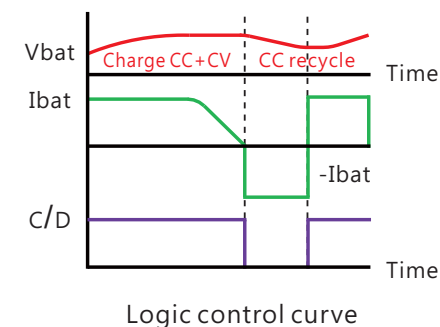 Vbat
Charge CC+CV
CC recycle
Time
Ibat
-Ibat
C/D
Time
Logic control curve